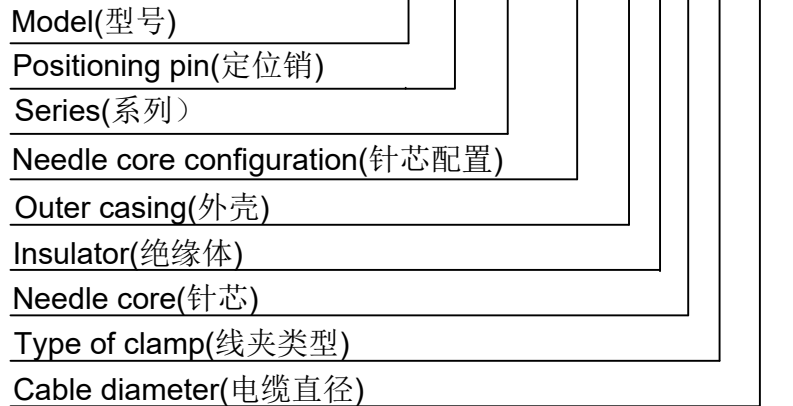 Model(型号)
Positioning pin(定位销)
Series(系列）
Needle core configuration(针芯配置)
Outer casing(外壳)
Insulator(绝缘体)
Needle core(针芯)
Type of clamp(线夹类型)
Cable diameter(电缆直径)